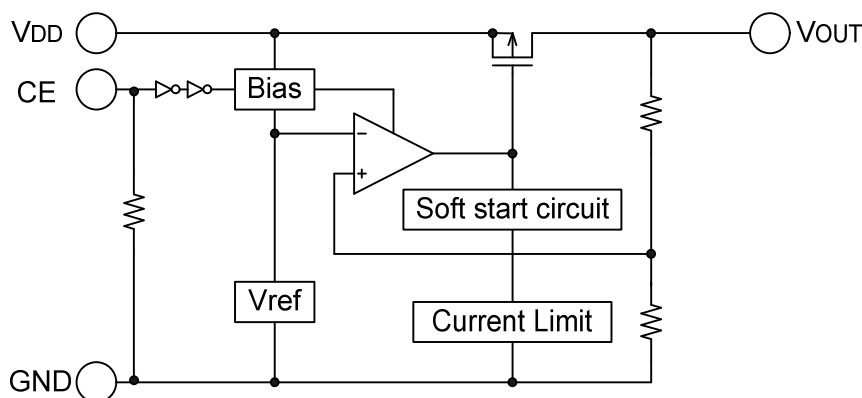 VDD
VOUT
CE
Bias
−
+
Soft start circuit
Vref
Current Limit
GND